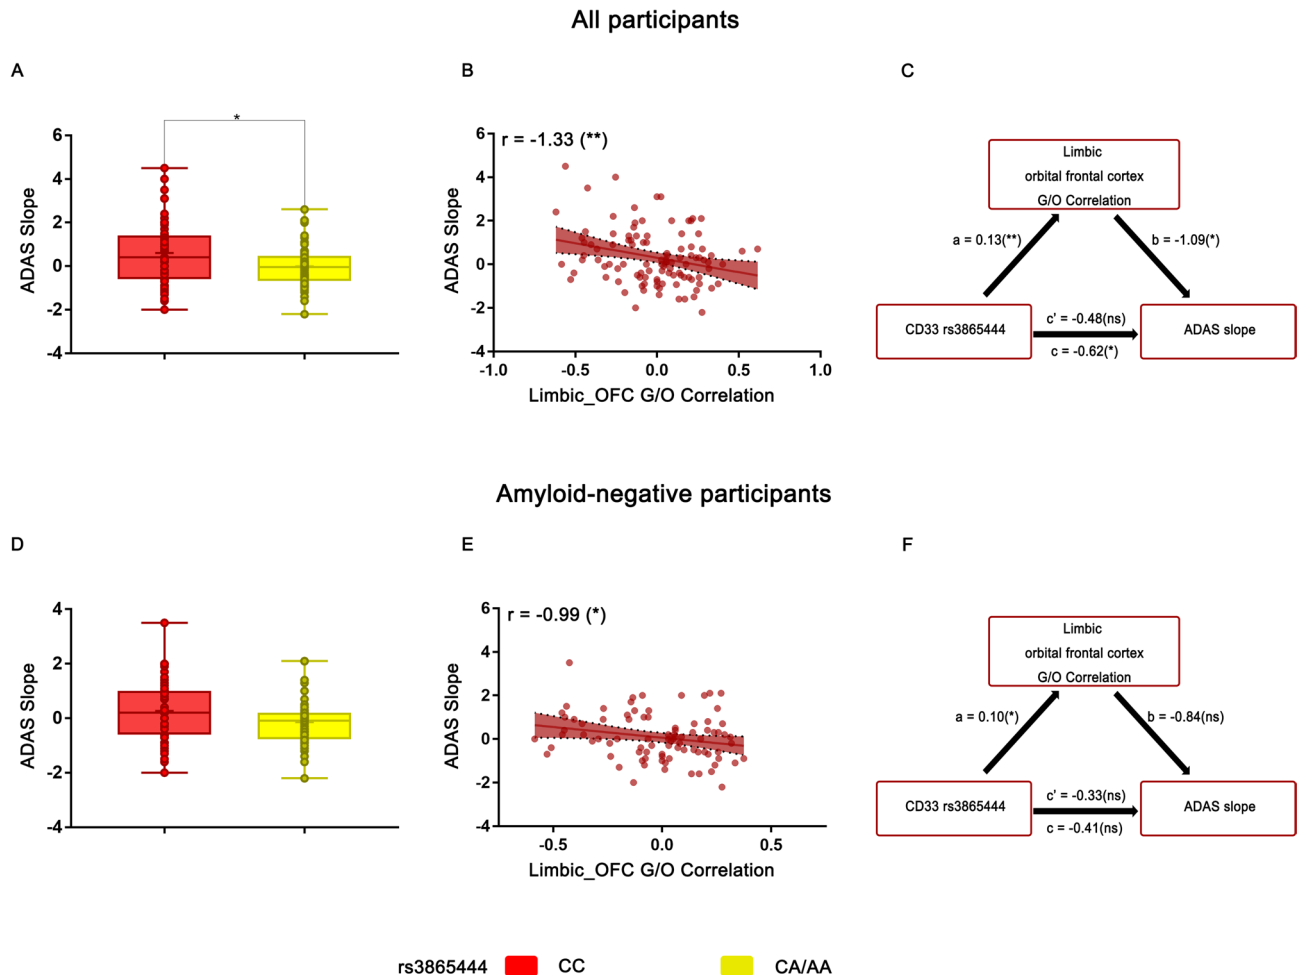 All participants
A
B
C
*
ADAS Slope
6
4
2
0
-2
-4
r = -1.33 (**)
ADAS Slope
6
4
2
0
-2
-4
-1.0
-0.5
0.0
0.5
1.0
Limbic_OFC G/O Correlation
Limbic
orbital frontal cortex
G/O Correlation
a = 0.13(**)
b = -1.09(*)
CD33 rs3865444
c' = -0.48(ns)
c = -0.62(*)
ADAS slope
Amyloid-negative participants
D
E
F
ADAS Slope
4
2
0
-2
-4
r = -0.99 (*)
ADAS Slope
6
4
2
0
-2
-4
-0.5
0.0
0.5
Limbic_OFC G/O Correlation
Limbic
orbital frontal cortex
G/O Correlation
a = 0.10(*)
b = -0.84(ns)
CD33 rs3865444
c' = -0.33(ns)
c = -0.41(ns)
ADAS slope
rs3865444
CC
CA/AA